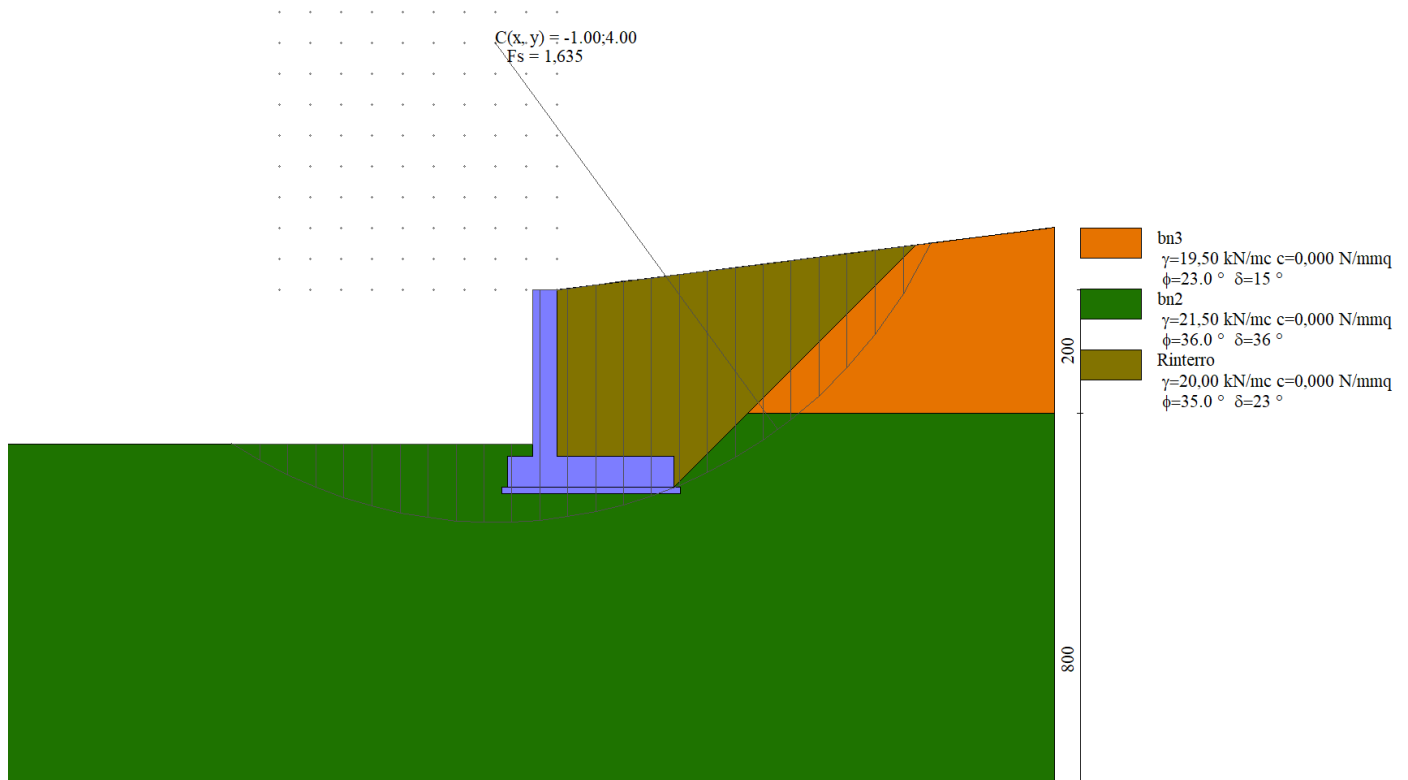 C(x, y) = -1.00;4.00
Fs = 1,635
bn3
γ=19,50 kN/mc c=0,000 N/mmq
ϕ=23.0 ° δ=15 °
bn2
γ=21,50 kN/mc c=0,000 N/mmq
ϕ=36.0 ° δ=36 °
Rinterro
γ=20,00 kN/mc c=0,000 N/mmq
ϕ=35.0 ° δ=23 °
200
800